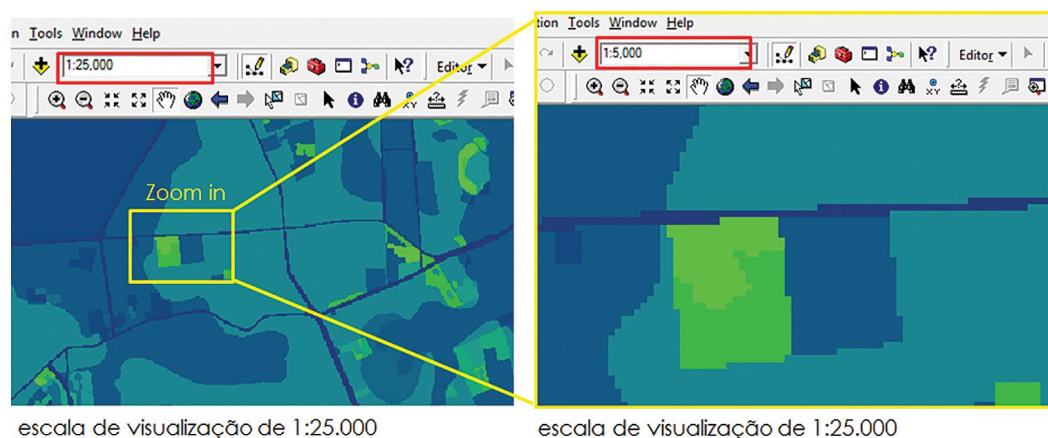 n Tools Window Help
1:25,000
Editor
Zoom in
escala de visualização de 1:25.000
tion Tools Window Help
1:5,000
Editor
escala de visualização de 1:25.000